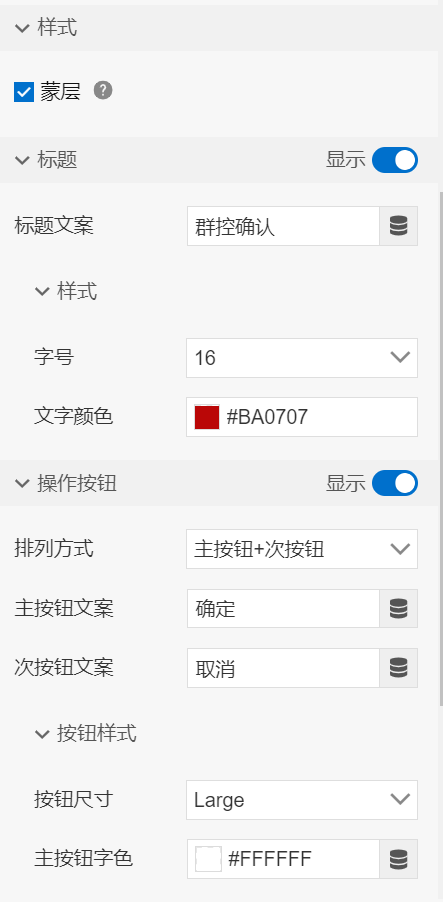 样式
蒙层 ?
标题 显示
标题文案 群控确认
样式
字号 16
文字颜色 #BA0707
操作按钮 显示
排列方式 主按钮+次按钮
主按钮文案 确定
次按钮文案 取消
按钮样式
按钮尺寸 Large
主按钮字色 #FFFFFF